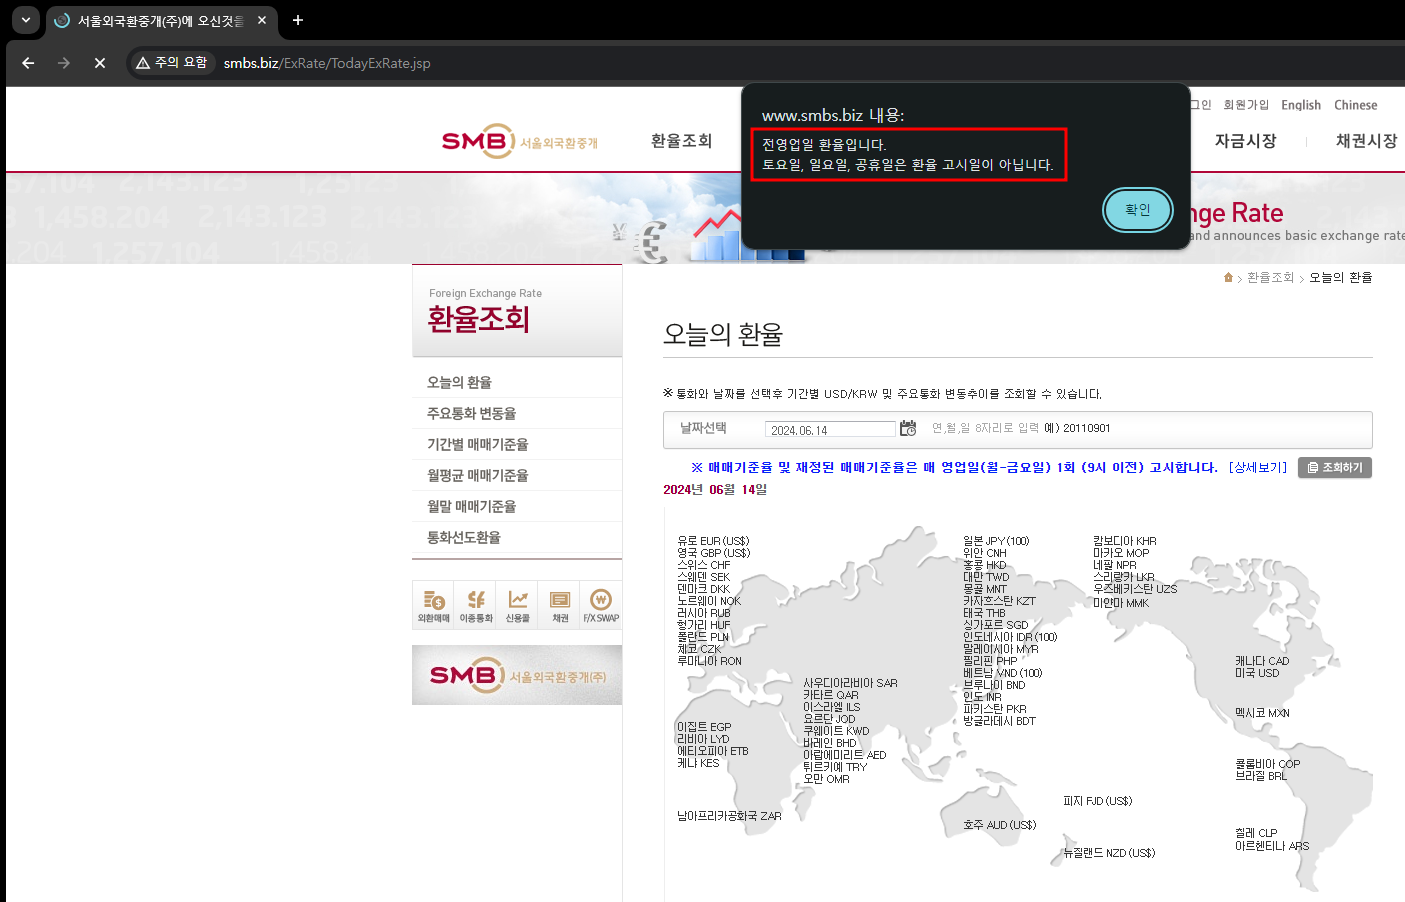 서울외국환중개(주)에 오신것을
주의 요함
smbs.biz/ExRate/TodayExRate.jsp
www.smbs.biz 내용:
전영업일 환율입니다.
토요일, 일요일, 공휴일은 환율 고시일이 아닙니다.
확인
회원가입 English Chinese
SMB 서울외국환중개
환율조회
자금시장
채권시장
1,458.204 2,143.123
1,257.104
nge Rate
and announces basic exchange rate
환율조회 > 오늘의 환율
Foreign Exchange Rate
환율조회
오늘의 환율
주요통화 변동율
기간별 매매기준율
월평균 매매기준율
월말 매매기준율
통화선도환율
외환매매 이종통화 신용콜 채권 F/X SWAP
SMB 서울외국환중개(주)
오늘의 환율
※ 통화와 날짜를 선택후 기간별 USD/KRW 및 주요통화 변동추이를 조회할 수 있습니다.
날짜선택 2024.06.14 연,월,일 8자리로 입력 예) 20110901
※ 매매기준율 및 재정된 매매기준율은 매 영업일(월-금요일) 1회 (9시 이전) 고시합니다. [상세보기] 조회하기
2024년 06월 14일
유로 EUR (US$)
영국 GBP (US$)
스위스 CHF
스웨덴 SEK
덴마크 DKK
노르웨이 NOK
러시아 RUB
헝가리 HUF
폴란드 PLN
체코 CZK
루마니아 RON
이집트 EGP
리비아 LYD
에티오피아 ETB
케냐 KES
남아프리카공화국 ZAR
사우디아라비아 SAR
카타르 QAR
이스라엘 ILS
요르단 JOD
쿠웨이트 KWD
바레인 BHD
아랍에미리트 AED
튀르키예 TRY
오만 OMR
일본 JPY (100)
위안 CNH
홍콩 HKD
대만 TWD
몽골 MNT
카자흐스탄 KZT
태국 THB
싱가포르 SGD
인도네시아 IDR (100)
말레이시아 MYR
필리핀 PHP
베트남 VND (100)
브루나이 BND
인도 INR
파키스탄 PKR
방글라데시 BDT
캄보디아 KHR
마카오 MOP
네팔 NPR
스리랑카 LKR
우즈베키스탄 UZS
미얀마 MMK
캐나다 CAD
미국 USD
멕시코 MXN
콜롬비아 COP
브라질 BRL
칠레 CLP
아르헨티나 ARS
피지 FJD (US$)
호주 AUD (US$)
뉴질랜드 NZD (US$)